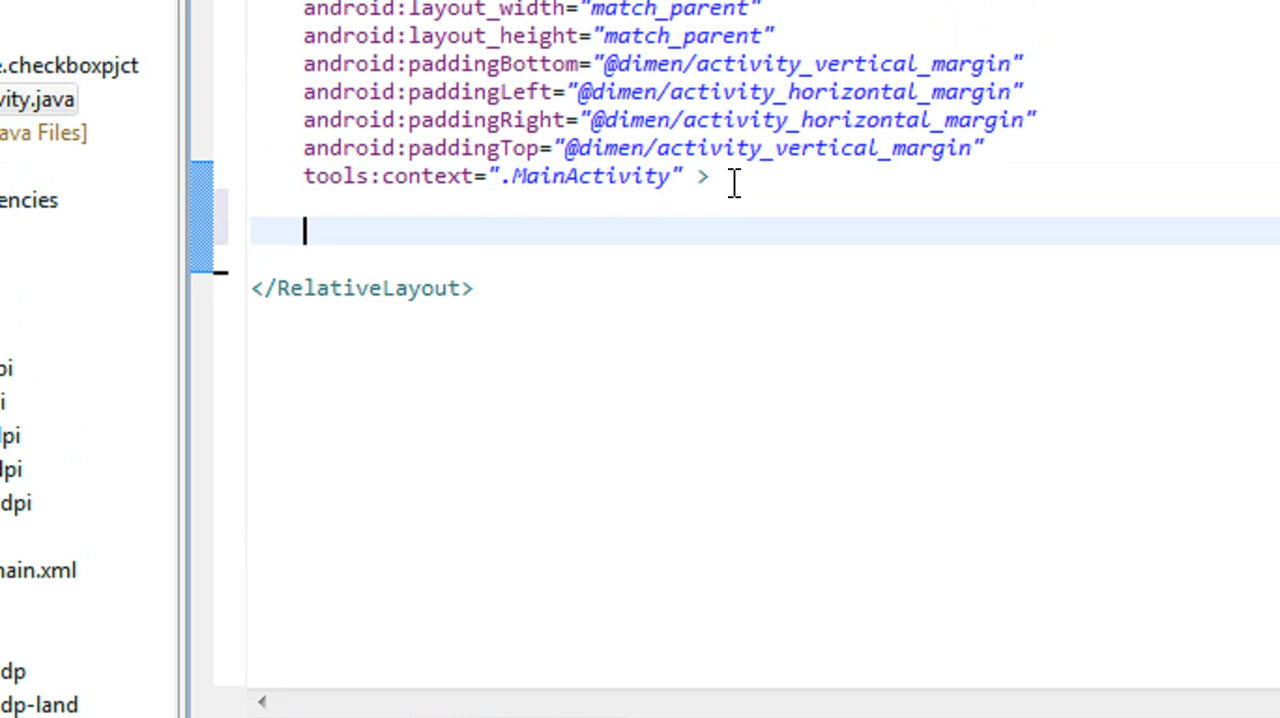 android:layout_width="match_parent"
android:layout_height="match_parent"
android:paddingBottom="@dimen/activity_vertical_margin"
android:paddingLeft="@dimen/activity_horizontal_margin"
android:paddingRight="@dimen/activity_horizontal_margin"
android:paddingTop="@dimen/activity_vertical_margin"
tools:context=".MainActivity" >
</RelativeLayout>
.checkboxpjct
vity.java
ava Files]
encies
pi
i
dpi
dpi
dpi
nain.xml
dp
dp-land